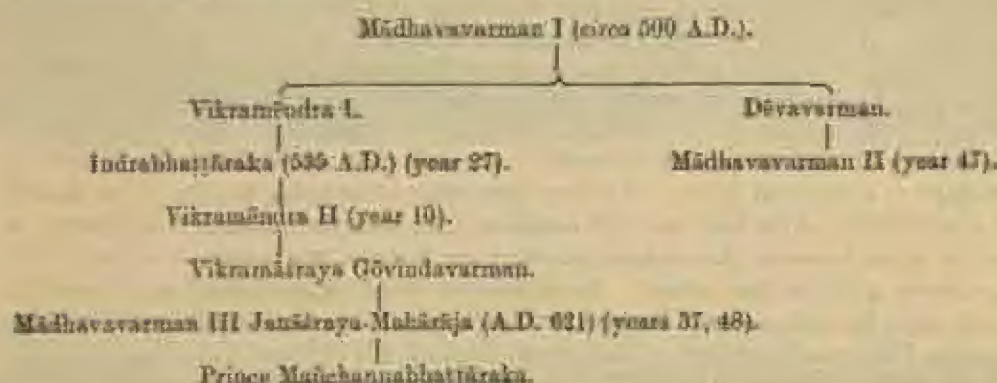 Mādhavavarman I (circa 500 A.D.).
Vikramēndra I. Dēvavarman.
Indrabhaṭṭāraka (535 A.D.) (year 27). Mādhavavarman II (year 47).
Vikramēndra II (year 10).
Vikramāśraya Gōvindavarman.
Mādhavavarman III Janāśraya-Mahārāja (A.D. 621) (years 37, 48).
Prince Mañchaṇṇabhaṭṭāraka.